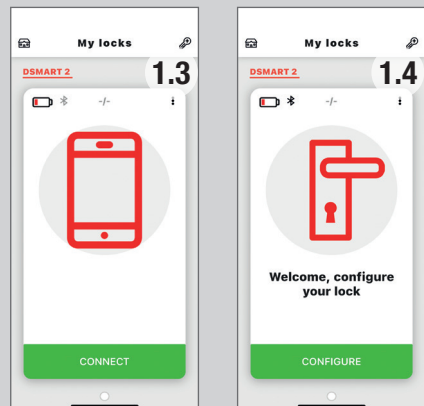 My locks
DSMART 2
1.3
-/-
CONNECT
My locks
DSMART 2
1.4
-/-
Welcome, configure
your lock
CONFIGURE